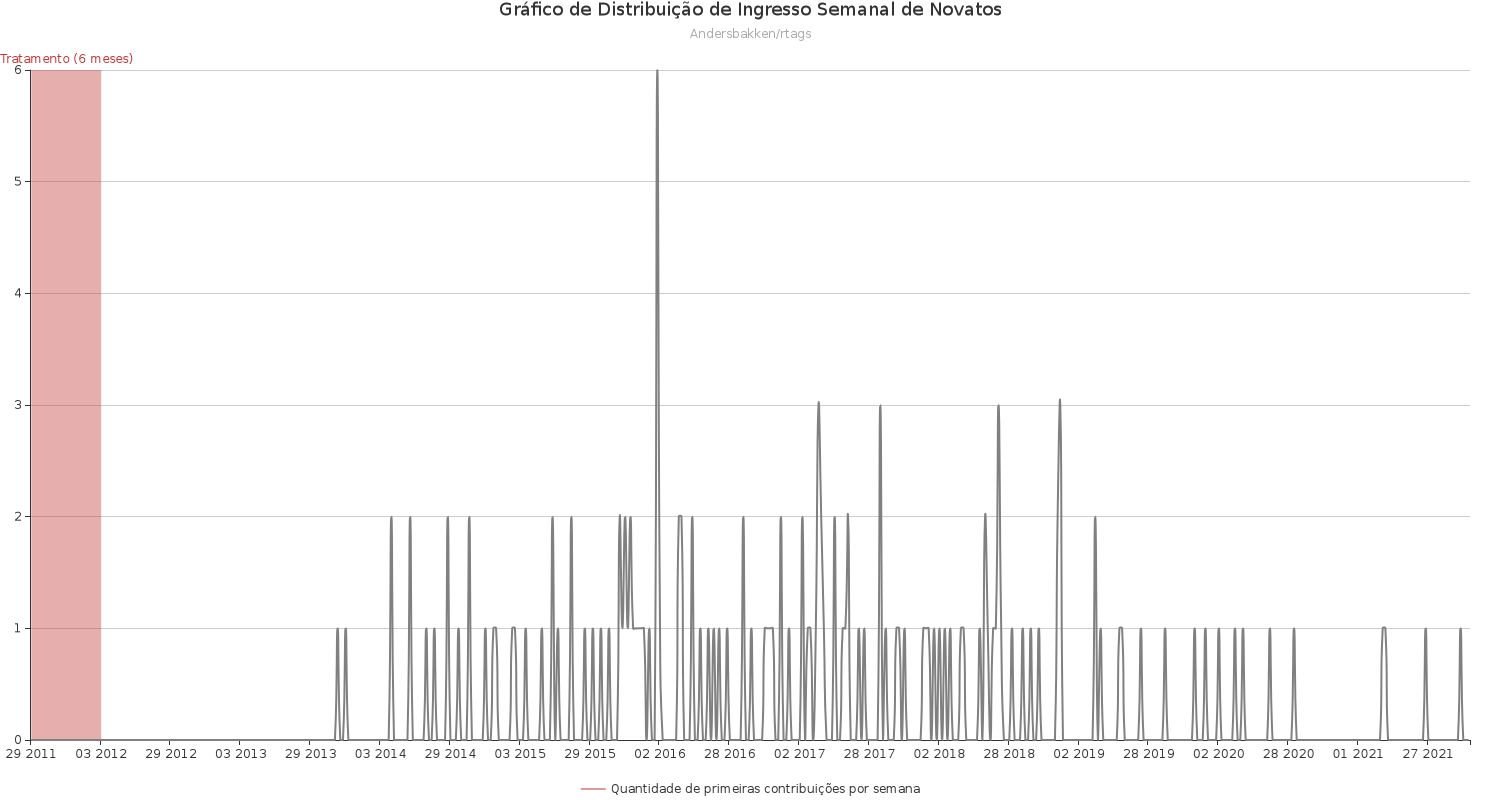 Gráfico de Distribuição de Ingresso Semanal de Novatos
Andersbakken/rtags
Tratamento (6 meses)
6
5
4
3
2
1
0
29 2011 03 2012 29 2012 03 2013 29 2013 03 2014 29 2014 03 2015 29 2015 02 2016 28 2016 02 2017 28 2017 02 2018 28 2018 02 2019 28 2019 02 2020 28 2020 01 2021 27 2021
Quantidade de primeiras contribuições por semana